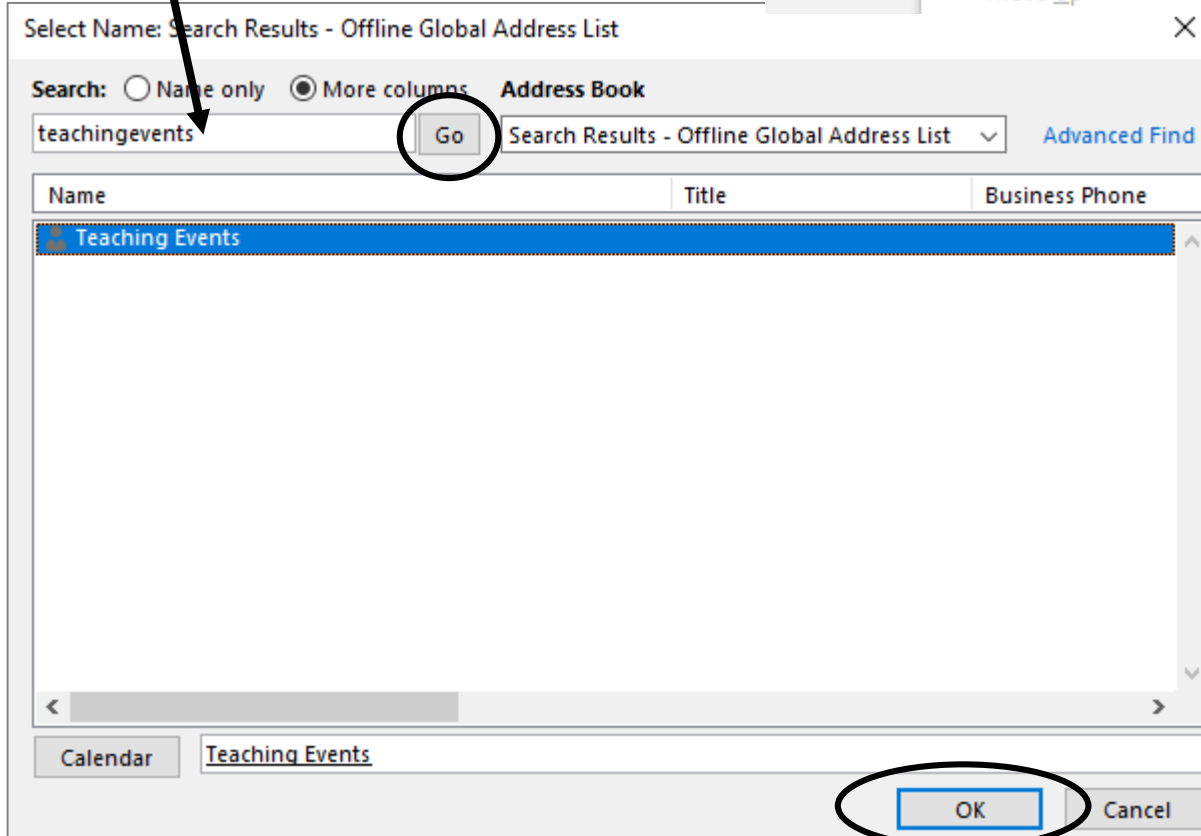 Select Name: Search Results - Offline Global Address List
Search: Name only More columns Address Book
teachingevents Go Search Results - Offline Global Address List Advanced Find
Name Title Business Phone
Teaching Events
Calendar Teaching Events
OK Cancel